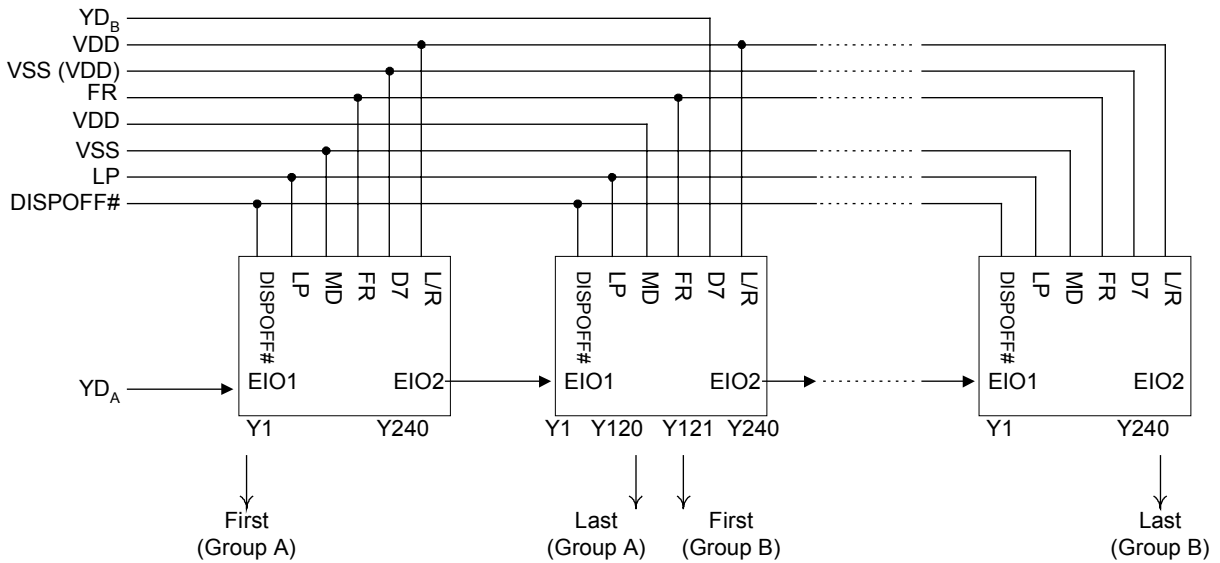 YD_B
VDD
VSS (VDD)
FR
VDD
VSS
LP
DISPOFF#
DISPOFF#
LP
MD
FR
D7
L/R
DISPOFF#
LP
MD
FR
D7
L/R
DISPOFF#
LP
MD
FR
D7
L/R
YD_A
EIO1
EIO2
EIO1
EIO2
EIO1
EIO2
Y1 Y240
Y1 Y120 Y121 Y240
Y1 Y240
First
(Group A)
Last
(Group A)
First
(Group B)
Last
(Group B)